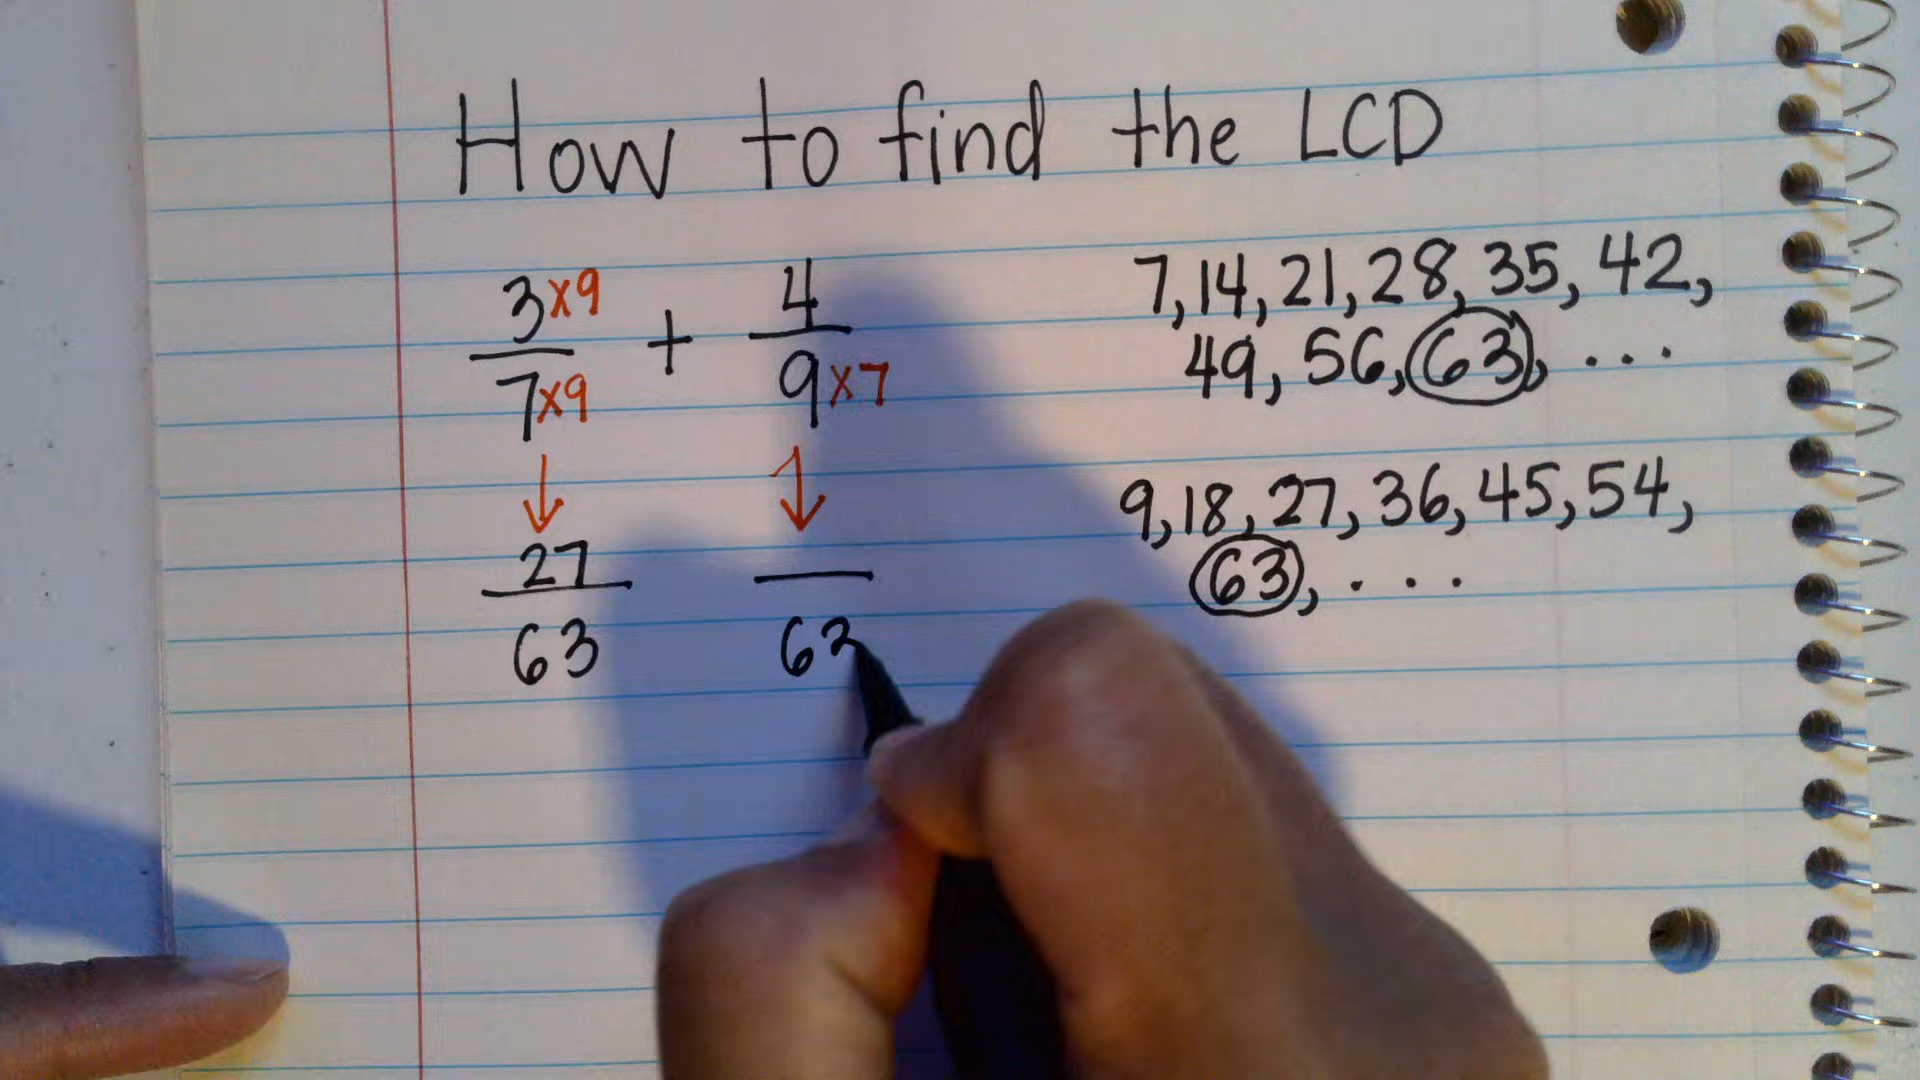 How to find the LCD
3x9 + 4
7x9 9x7
27
63 63
7, 14, 21, 28, 35, 42,
49, 56, 63, ...
9, 18, 27, 36, 45, 54,
63, ...